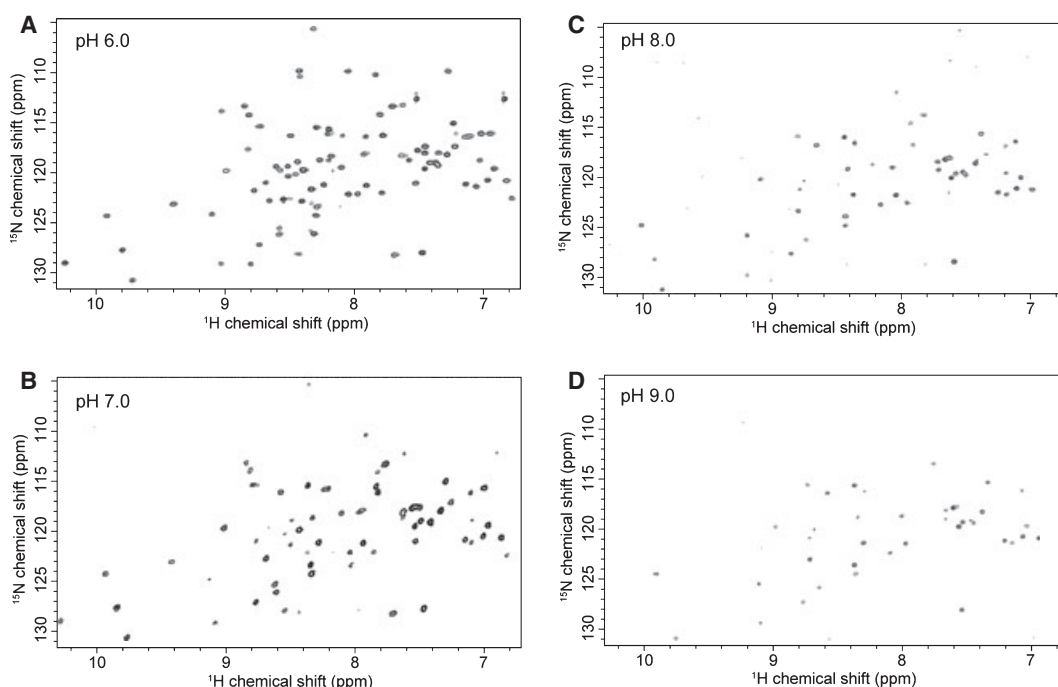 A
pH 6.0
110
115
120
125
130
¹⁵N chemical shift (ppm)
10
9
8
7
¹H chemical shift (ppm)
C
pH 8.0
110
115
120
125
130
¹⁵N chemical shift (ppm)
10
9
8
7
¹H chemical shift (ppm)
B
pH 7.0
110
115
120
125
130
¹⁵N chemical shift (ppm)
10
9
8
7
¹H chemical shift (ppm)
D
pH 9.0
110
115
120
125
130
¹⁵N chemical shift (ppm)
10
9
8
7
¹H chemical shift (ppm)